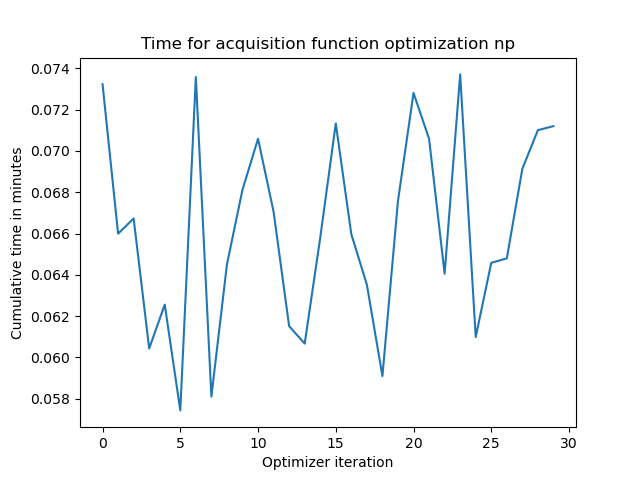 Time for acquisition function optimization np
Cumulative time in minutes
0.074
0.072
0.070
0.068
0.066
0.064
0.062
0.060
0.058
0 5 10 15 20 25 30
Optimizer iteration